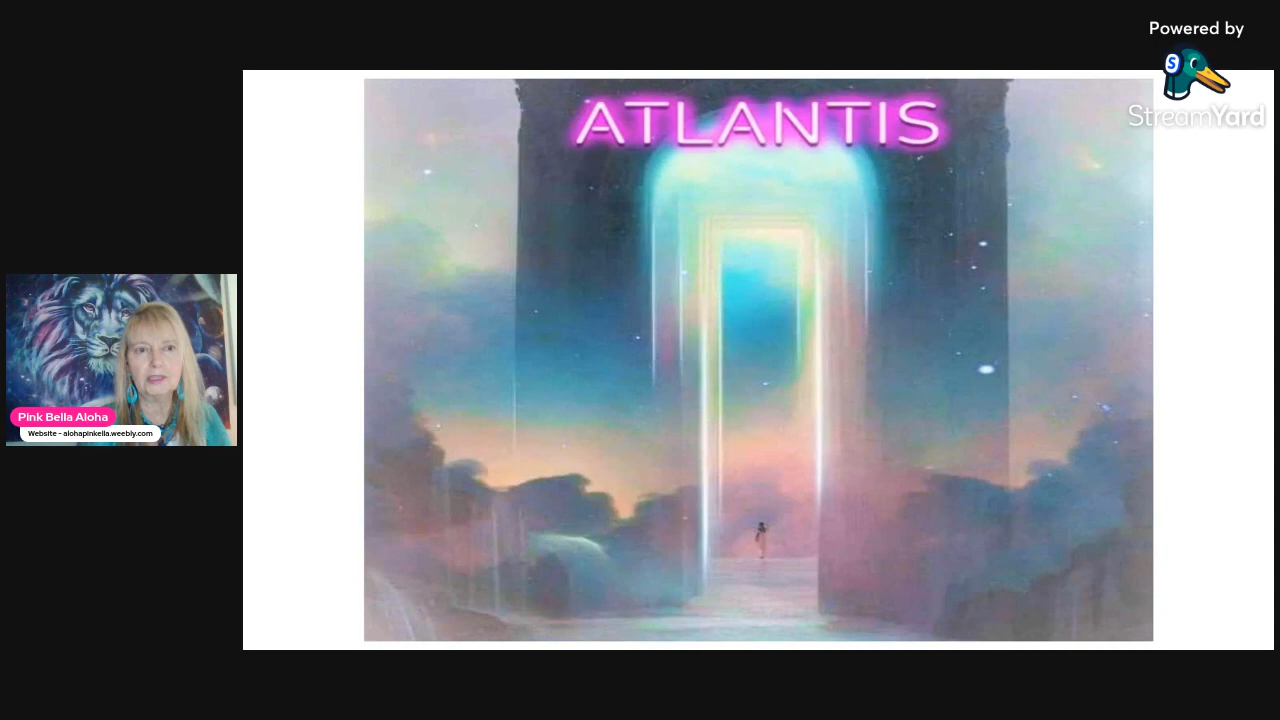 Powered by
S
StreamYard
ATLANTIS
Pink Bella Aloha
Website - alohapinkella.weebly.com